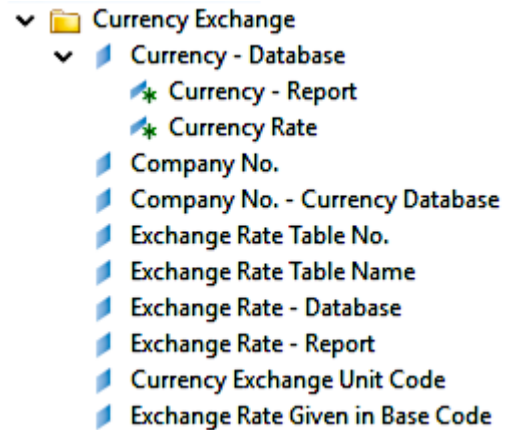 Currency Exchange
Currency - Database
Currency - Report
Currency Rate
Company No.
Company No. - Currency Database
Exchange Rate Table No.
Exchange Rate Table Name
Exchange Rate - Database
Exchange Rate - Report
Currency Exchange Unit Code
Exchange Rate Given in Base Code